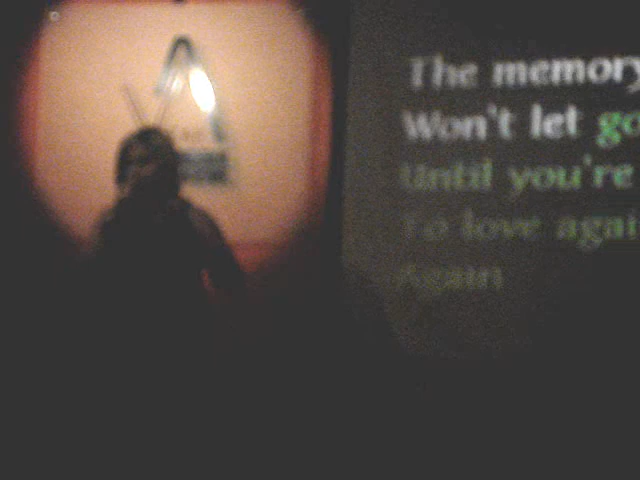 The memory
Won't let go
Until you're
To love agai
Again